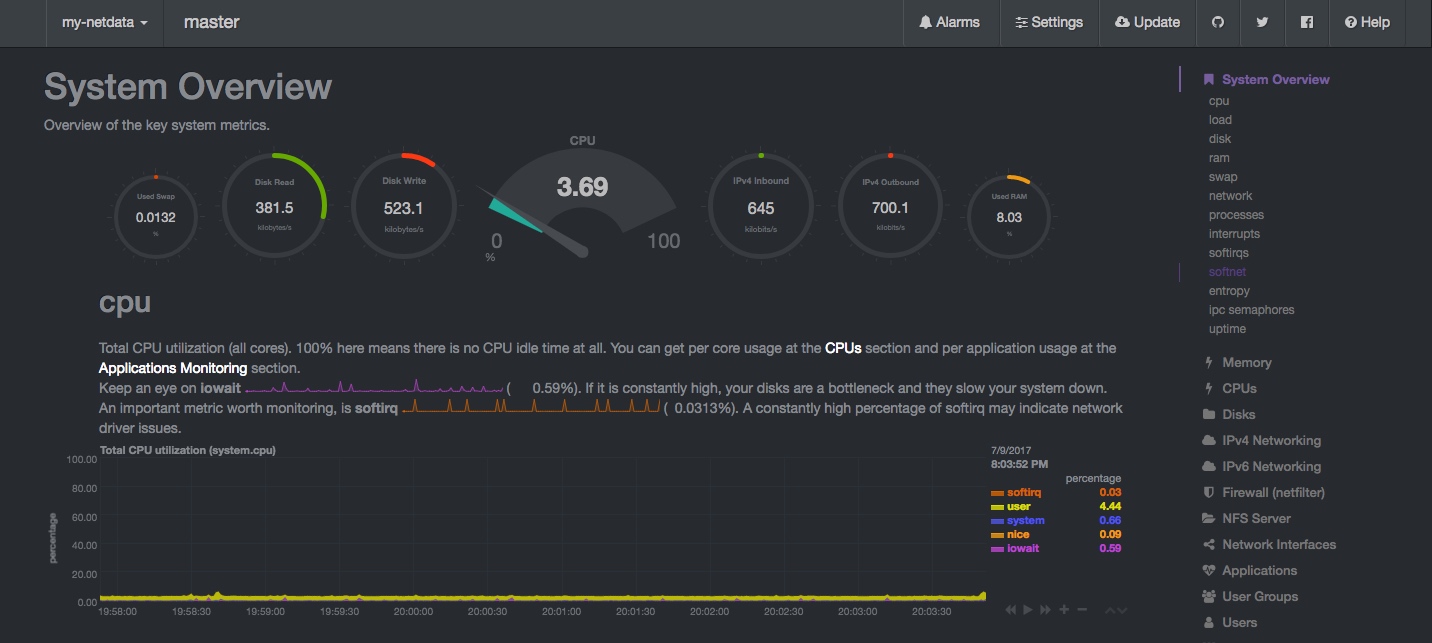 my-netdata
master
Alarms
Settings
Update
Help
System Overview
Overview of the key system metrics.
Used Swap
0.0132
%
Disk Read
381.5
kilobytes/s
Disk Write
523.1
kilobytes/s
CPU
3.69
0
100
%
IPv4 Inbound
645
kilobits/s
IPv4 Outbound
700.1
kilobits/s
Used RAM
8.03
%
cpu
Total CPU utilization (all cores). 100% here means there is no CPU idle time at all. You can get per core usage at the CPUs section and per application usage at the
Applications Monitoring section.
Keep an eye on iowait ( 0.59%). If it is constantly high, your disks are a bottleneck and they slow your system down.
An important metric worth monitoring, is softirq ( 0.0313%). A constantly high percentage of softirq may indicate network
driver issues.
Total CPU utilization (system.cpu)
percentage
100.00
80.00
60.00
40.00
20.00
0.00
19:58:00 19:58:30 19:59:00 19:59:30 20:00:00 20:00:30 20:01:00 20:01:30 20:02:00 20:02:30 20:03:00 20:03:30
7/9/2017
8:03:52 PM
percentage
softirq 0.03
user 4.44
system 0.66
nice 0.09
iowait 0.59
System Overview
cpu
load
disk
ram
swap
network
processes
interrupts
softirqs
softnet
entropy
ipc semaphores
uptime
Memory
CPUs
Disks
IPv4 Networking
IPv6 Networking
Firewall (netfilter)
NFS Server
Network Interfaces
Applications
User Groups
Users